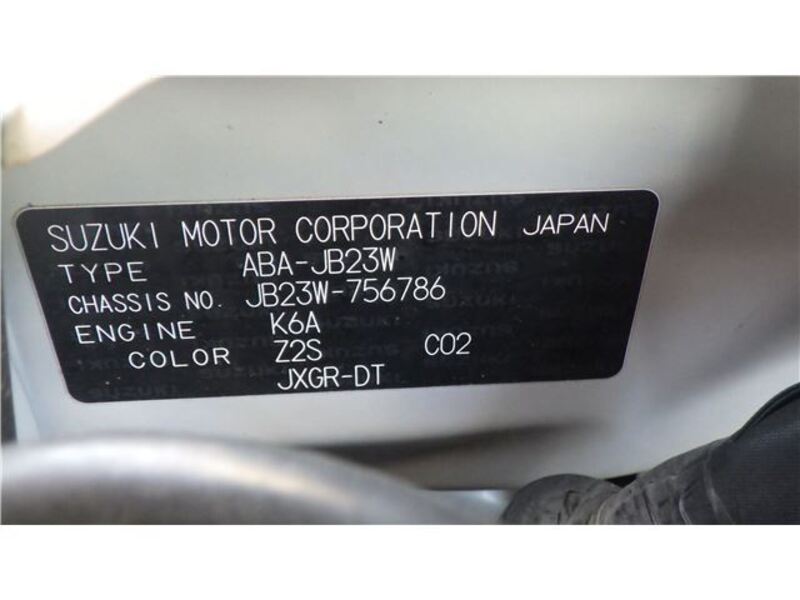 SUZUKI MOTOR CORPORATION JAPAN
TYPE ABA-JB23W
CHASSIS NO. JB23W-756786
ENGINE K6A
COLOR Z2S C02
JXGR-DT